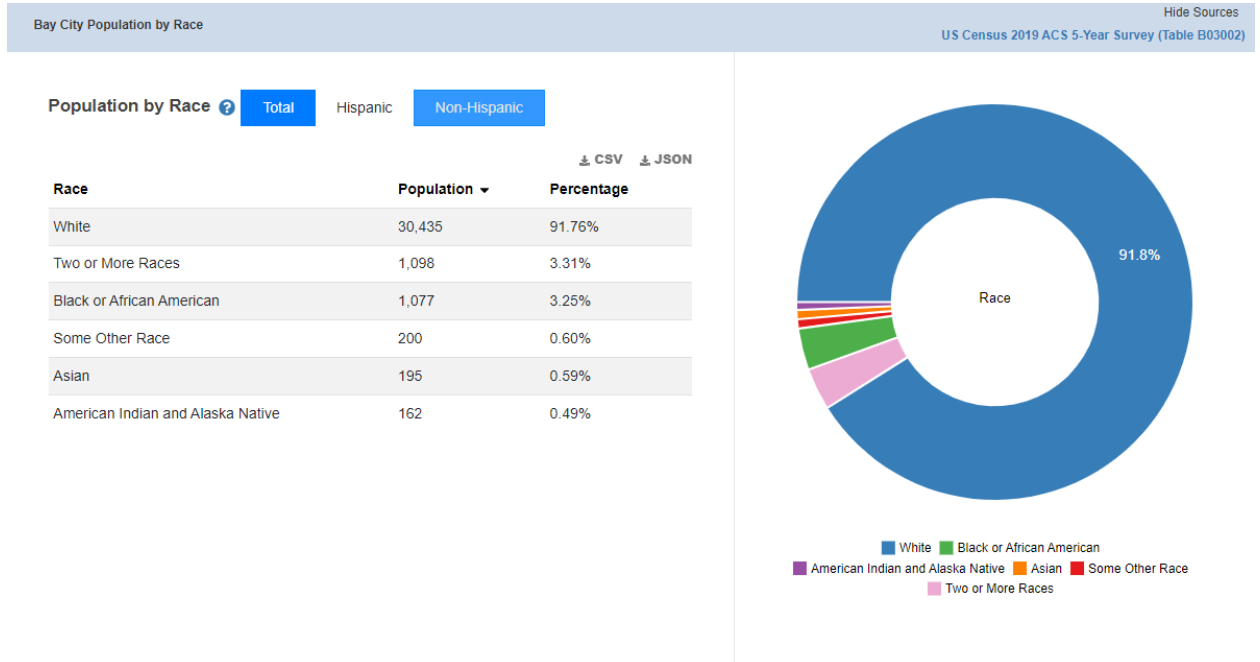 Bay City Population by Race
Hide Sources
US Census 2019 ACS 5-Year Survey (Table B03002)
Population by Race ? Total Hispanic Non-Hispanic
CSV JSON
Race Population Percentage
White 30,435 91.76%
Two or More Races 1,098 3.31%
Black or African American 1,077 3.25%
Some Other Race 200 0.60%
Asian 195 0.59%
American Indian and Alaska Native 162 0.49%
91.8%
Race
White Black or African American
American Indian and Alaska Native Asian Some Other Race
Two or More Races